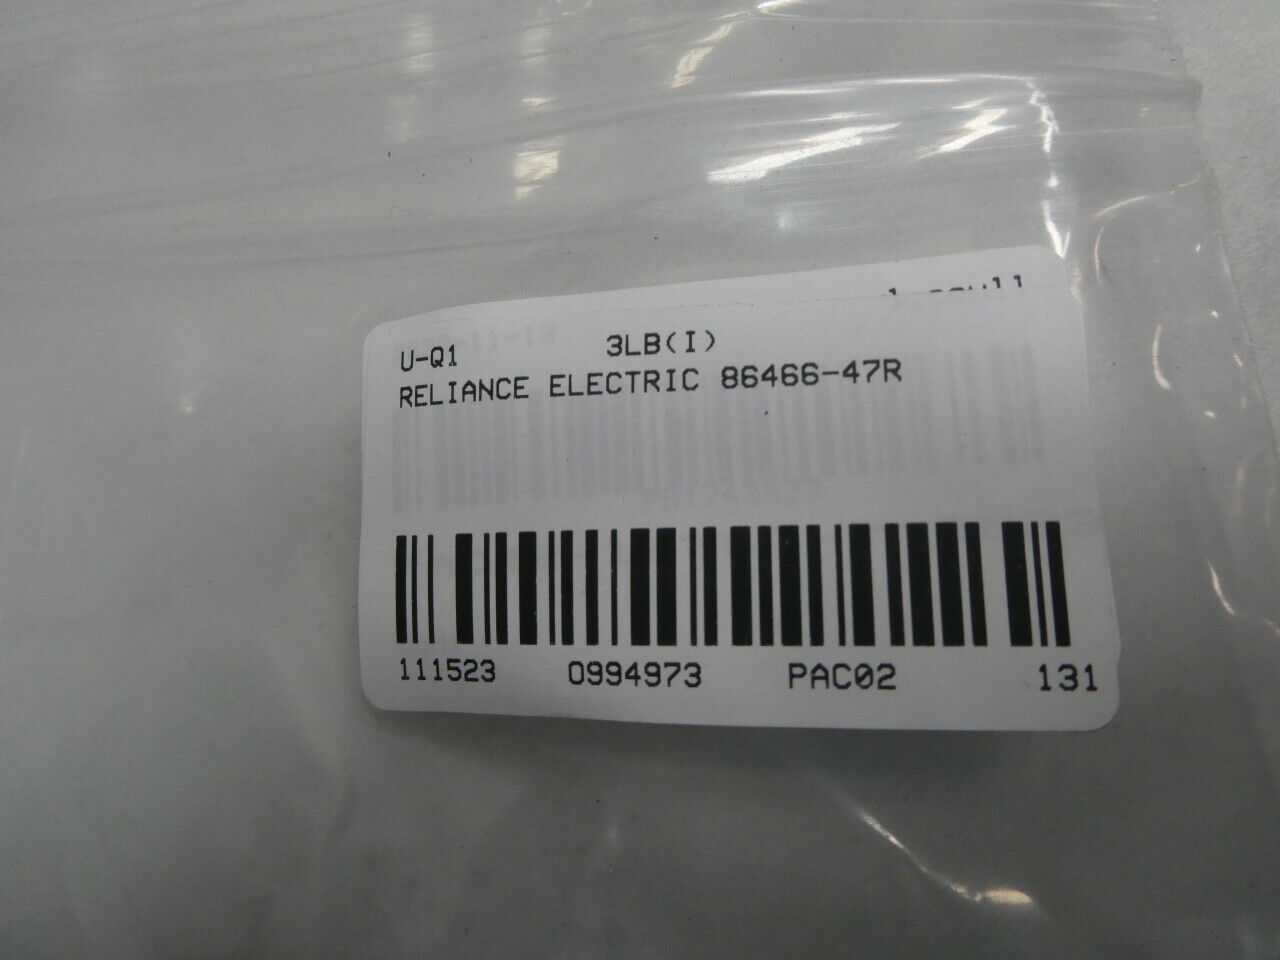 U-Q1 3LB(I)
RELIANCE ELECTRIC 86466-47R
111523 0994973 PAC02 131